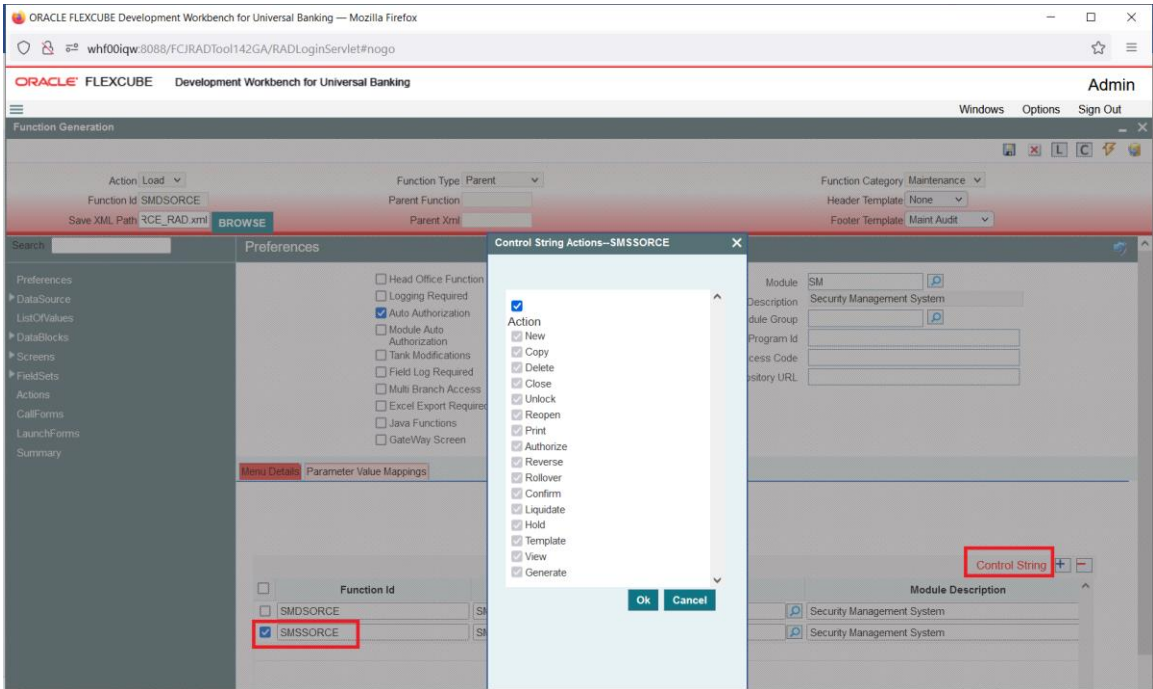 ORACLE FLEXCUBE Development Workbench for Universal Banking — Mozilla Firefox
whf00iqw:8088/FCJRADTool142GA/RADLoginServlet#nogo
ORACLE FLEXCUBE Development Workbench for Universal Banking
Admin
Windows Options Sign Out
Function Generation
L C
Action Load Function Type Parent Function Category Maintenance
Function Id SMDSORCE Parent Function Header Template None
Save XML Path RCE_RAD.xml BROWSE Parent Xml Footer Template Maint Audit
Search
Preferences
DataSource
ListOfValues
DataBlocks
Screens
FieldSets
Actions
CallForms
LaunchForms
Summary
Preferences
Head Office Function
Logging Required
Auto Authorization
Module Auto
Authorization
Tank Modifications
Field Log Required
Multi Branch Access
Excel Export Required
Java Functions
GateWay Screen
Module SM
Description Security Management System
dule Group
Program Id
cess Code
ository URL
Control String Actions--SMSSORCE
Action
New
Copy
Delete
Close
Unlock
Reopen
Print
Authorize
Reverse
Rollover
Confirm
Liquidate
Hold
Template
View
Generate
Ok Cancel
Menu Details Parameter Value Mappings
Control String
Function Id Module Description
SMDSORCE SM Security Management System
SMSSORCE SM Security Management System